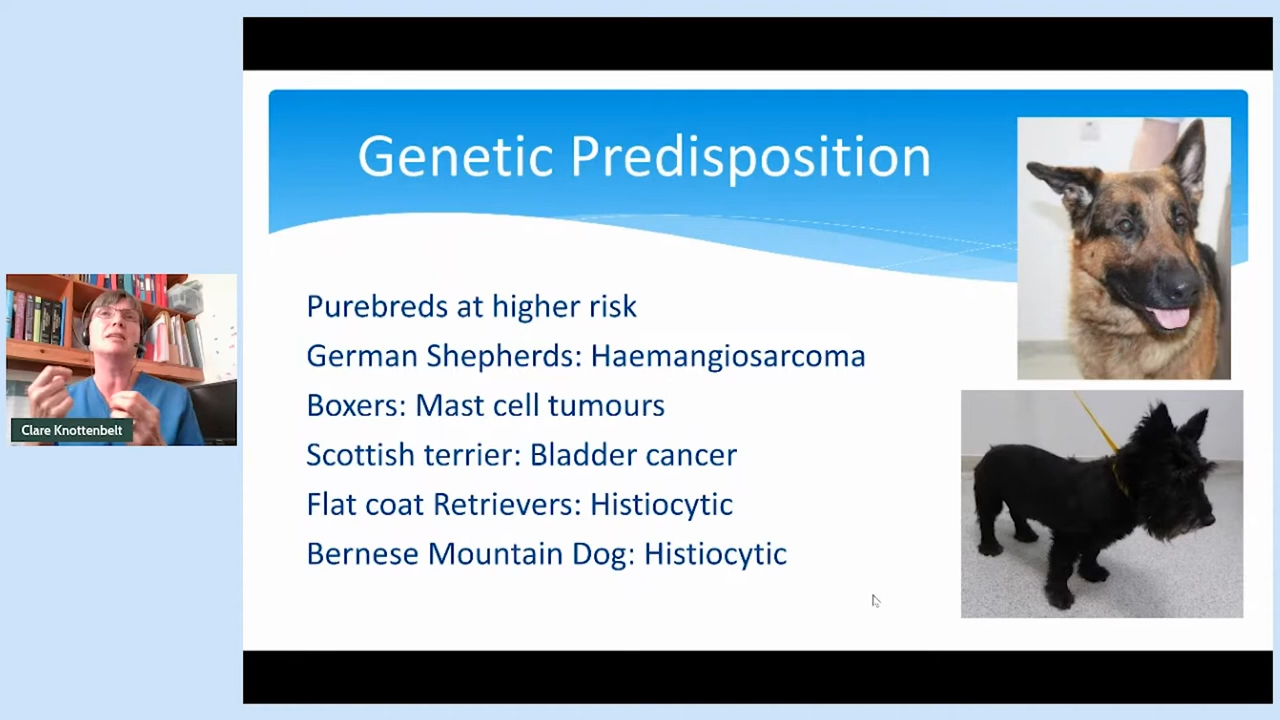 Genetic Predisposition
Purebreds at higher risk
German Shepherds: Haemangiosarcoma
Boxers: Mast cell tumours
Scottish terrier: Bladder cancer
Flat coat Retrievers: Histiocytic
Bernese Mountain Dog: Histiocytic
Clare Knottenbelt